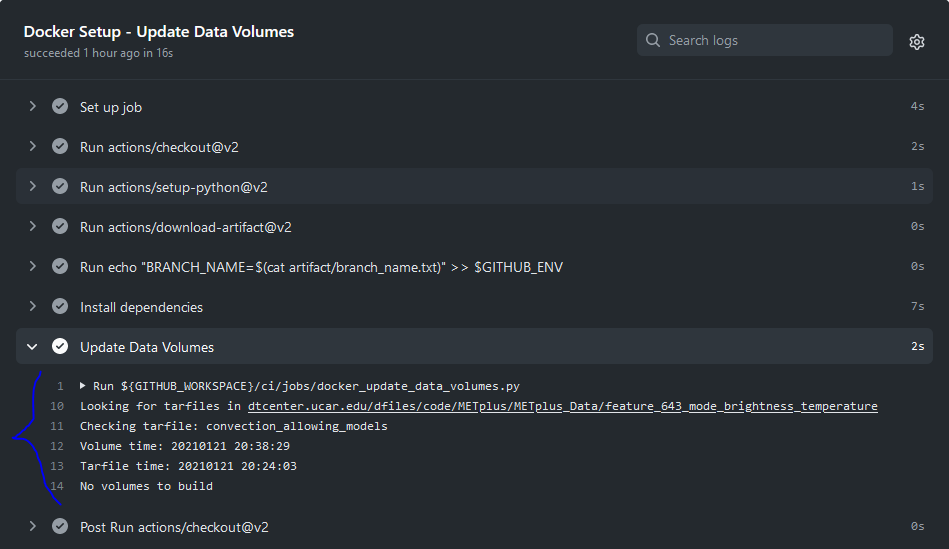 Docker Setup - Update Data Volumes
succeeded 1 hour ago in 16s
Search logs
Set up job 4s
Run actions/checkout@v2 2s
Run actions/setup-python@v2 1s
Run actions/download-artifact@v2 0s
Run echo "BRANCH_NAME=$(cat artifact/branch_name.txt)" >> $GITHUB_ENV 0s
Install dependencies 7s
Update Data Volumes 2s
1 Run ${GITHUB_WORKSPACE}/ci/jobs/docker_update_data_volumes.py
10 Looking for tarfiles in dtcenter.ucar.edu/dfiles/code/METplus/METplus_Data/feature_643_mode_brightness_temperature
11 Checking tarfile: convection_allowing_models
12 Volume time: 20210121 20:38:29
13 Tarfile time: 20210121 20:24:03
14 No volumes to build
Post Run actions/checkout@v2 0s